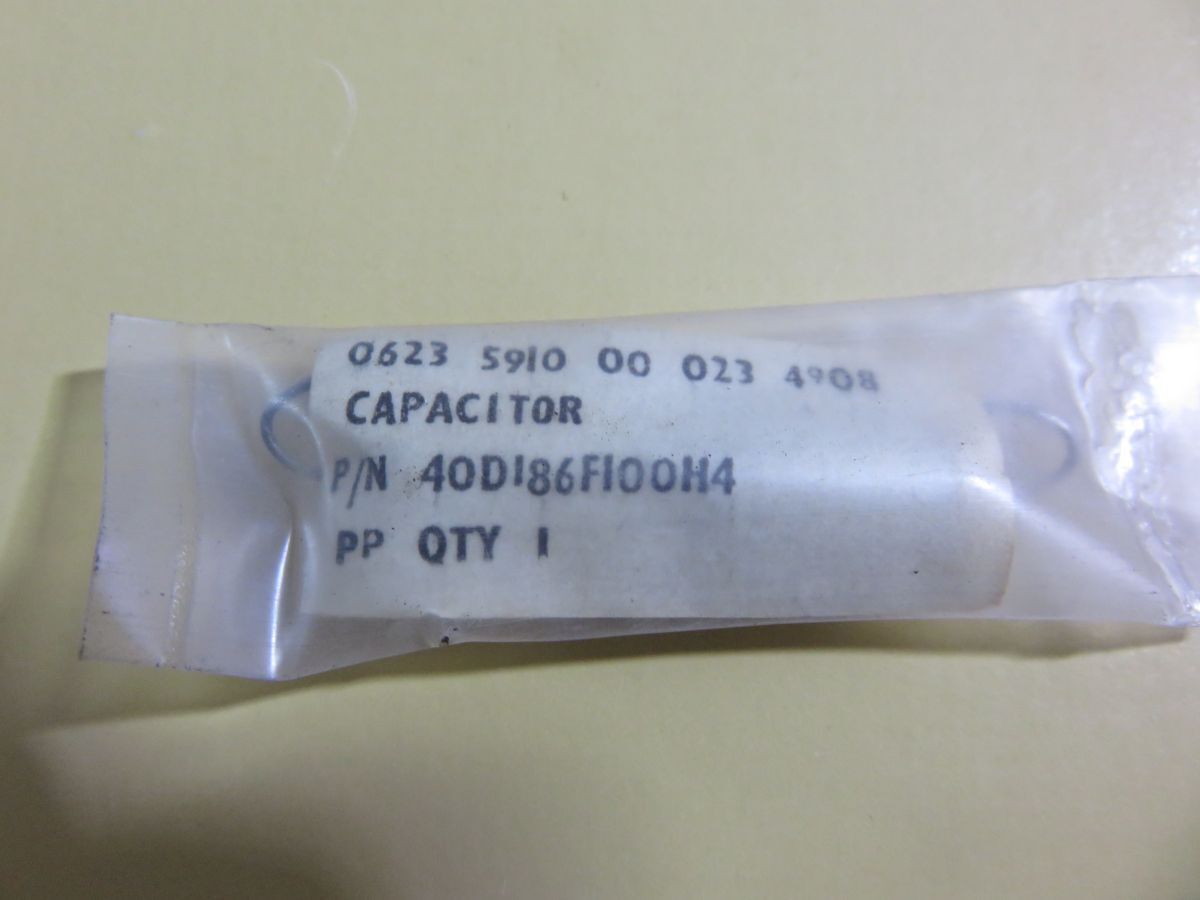 0623 5910 00 023 4908
CAPACITOR
P/N 40D186F100H4
PP QTY 1